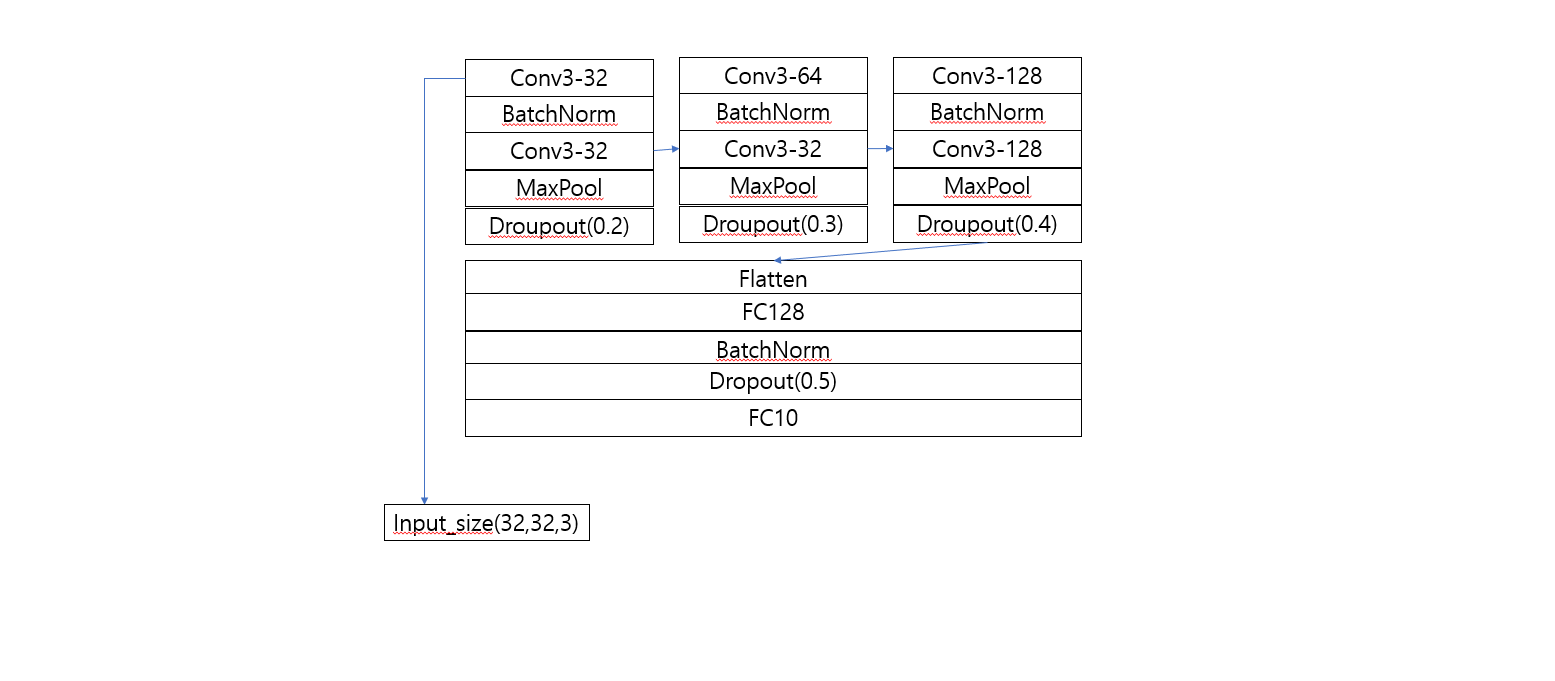 Conv3-32
BatchNorm
Conv3-32
MaxPool
Droupout(0.2)
Conv3-64
BatchNorm
Conv3-32
MaxPool
Droupout(0.3)
Conv3-128
BatchNorm
Conv3-128
MaxPool
Droupout(0.4)
Flatten
FC128
BatchNorm
Dropout(0.5)
FC10
Input_size(32,32,3)